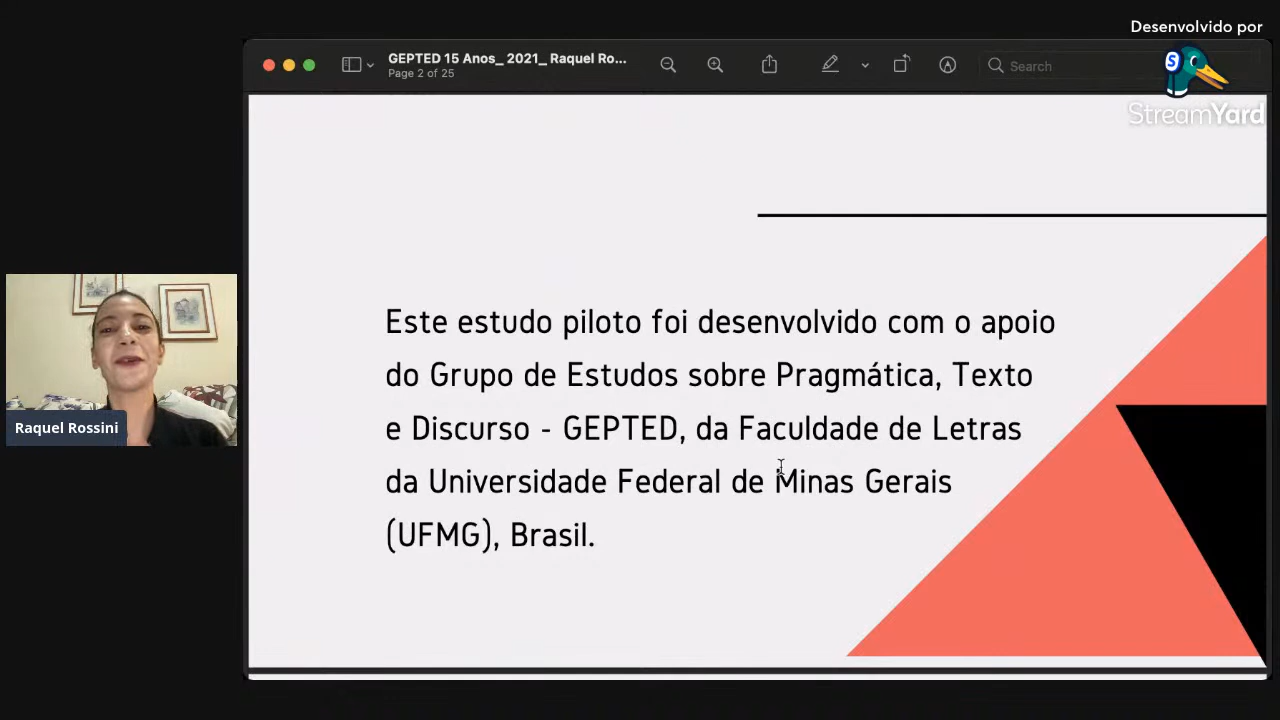 Desenvolvido por
StreamYard
GEPTED 15 Anos_ 2021_ Raquel Ro...
Page 2 of 25
Search
Este estudo piloto foi desenvolvido com o apoio
do Grupo de Estudos sobre Pragmática, Texto
e Discurso - GEPTED, da Faculdade de Letras
da Universidade Federal de Minas Gerais
(UFMG), Brasil.
Raquel Rossini